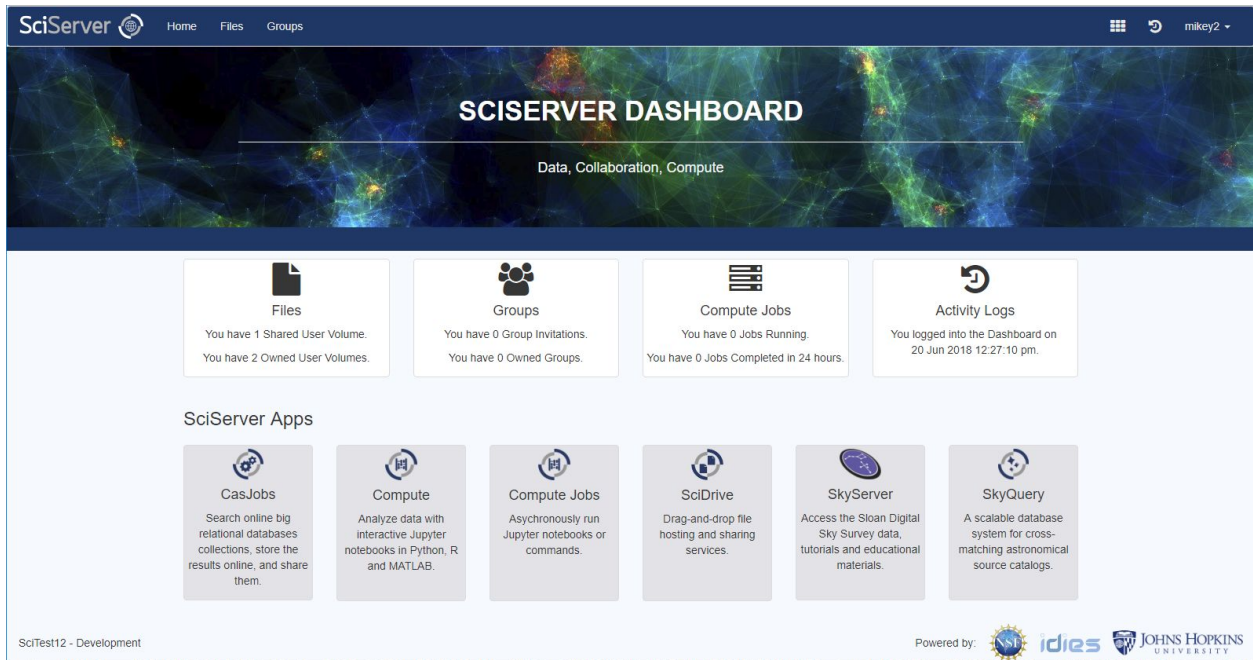 SciServer Home Files Groups mikey2
SCISERVER DASHBOARD
Data, Collaboration, Compute
Files
You have 1 Shared User Volume.
You have 2 Owned User Volumes.
Groups
You have 0 Group Invitations.
You have 0 Owned Groups.
Compute Jobs
You have 0 Jobs Running.
You have 0 Jobs Completed in 24 hours.
Activity Logs
You logged into the Dashboard on
20 Jun 2018 12:27:10 pm.
SciServer Apps
CasJobs
Search online big
relational databases
collections, store the
results online, and share
them.
Compute
Analyze data with
interactive Jupyter
notebooks in Python, R
and MATLAB.
Compute Jobs
Asychronously run
Jupyter notebooks or
commands.
SciDrive
Drag-and-drop file
hosting and sharing
services.
SkyServer
Access the Sloan Digital
Sky Survey data,
tutorials and educational
materials.
SkyQuery
A scalable database
system for cross-
matching astronomical
source catalogs.
SciTest12 - Development
Powered by:
NSF
idies
JOHNS HOPKINS
UNIVERSITY